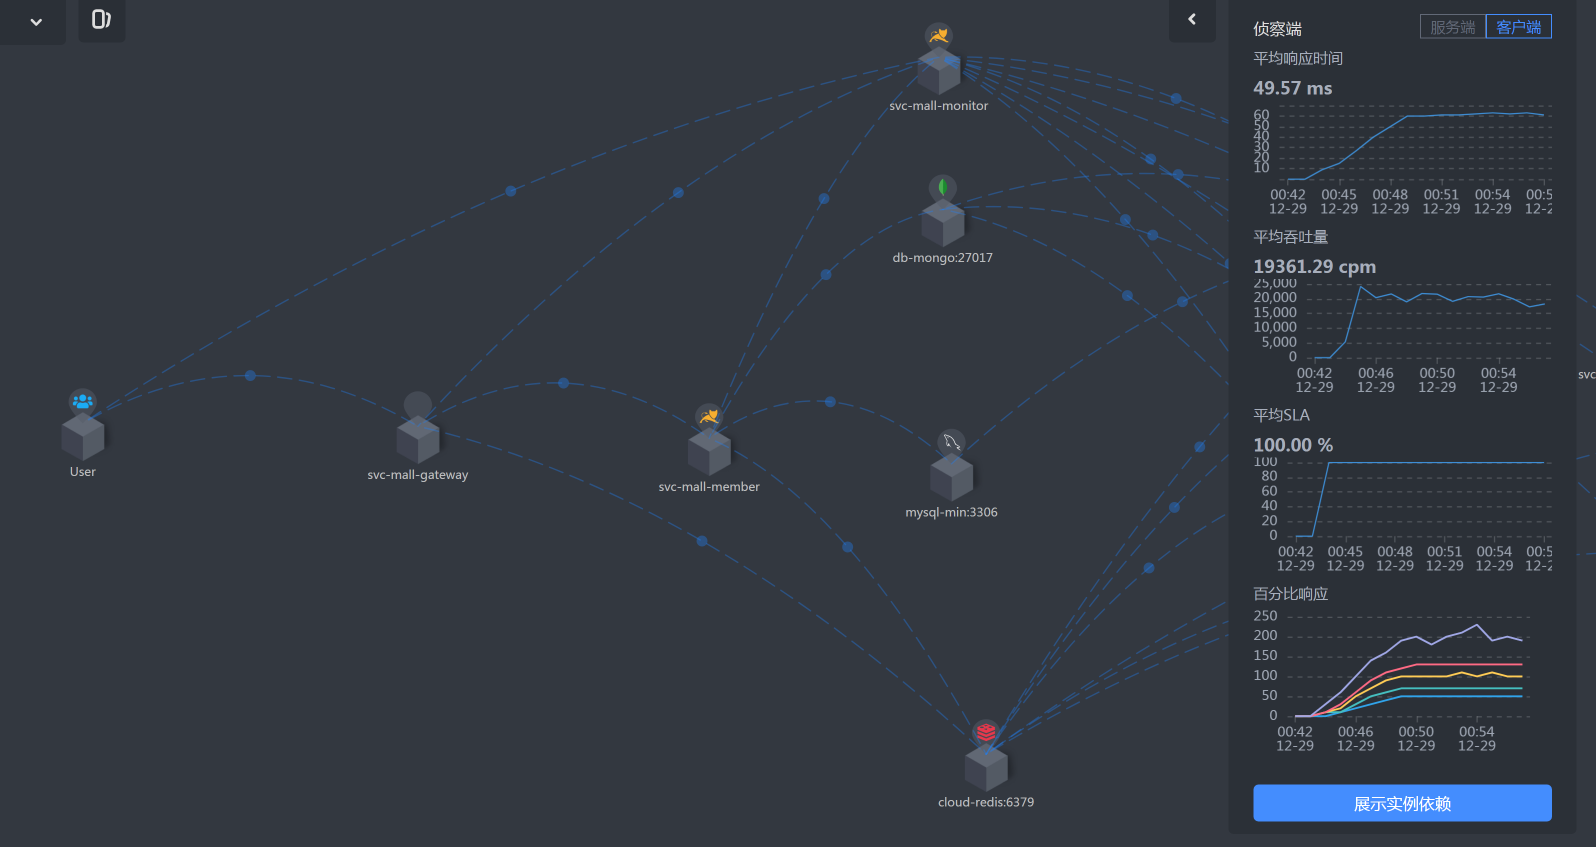 svc-mall-monitor
db-mongo:27017
User
svc-mall-gateway
svc-mall-member
mysql-min:3306
cloud-redis:6379
svc
侦察端
服务端 客户端
平均响应时间
49.57 ms
60
50
40
30
20
10
00:42 00:45 00:48 00:51 00:54 00:5
12-29 12-29 12-29 12-29 12-29 12-2
平均吞吐量
19361.29 cpm
25,000
20,000
15,000
10,000
5,000
0
00:42 00:46 00:50 00:54
12-29 12-29 12-29 12-29
平均SLA
100.00 %
100
80
60
40
20
0
00:42 00:45 00:48 00:51 00:54 00:5
12-29 12-29 12-29 12-29 12-29 12-2
百分比响应
250
200
150
100
50
0
00:42 00:46 00:50 00:54
12-29 12-29 12-29 12-29
展示实例依赖